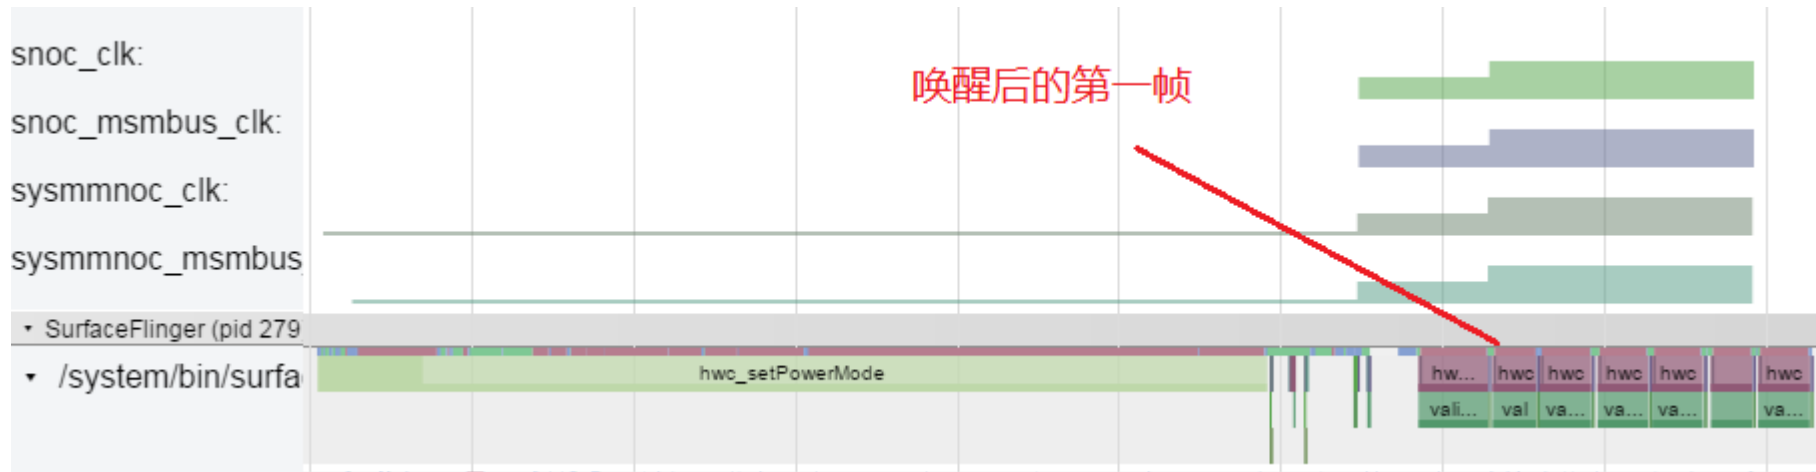 snoc_clk:
唤醒后的第一帧
snoc_msmbus_clk:
sysmmnoc_clk:
sysmmnoc_msmbus_
SurfaceFlinger (pid 279
/system/bin/surfa
hwc_setPowerMode
hw... hwc hwc hwc hwc hwc
vali... val va... va... va... va...